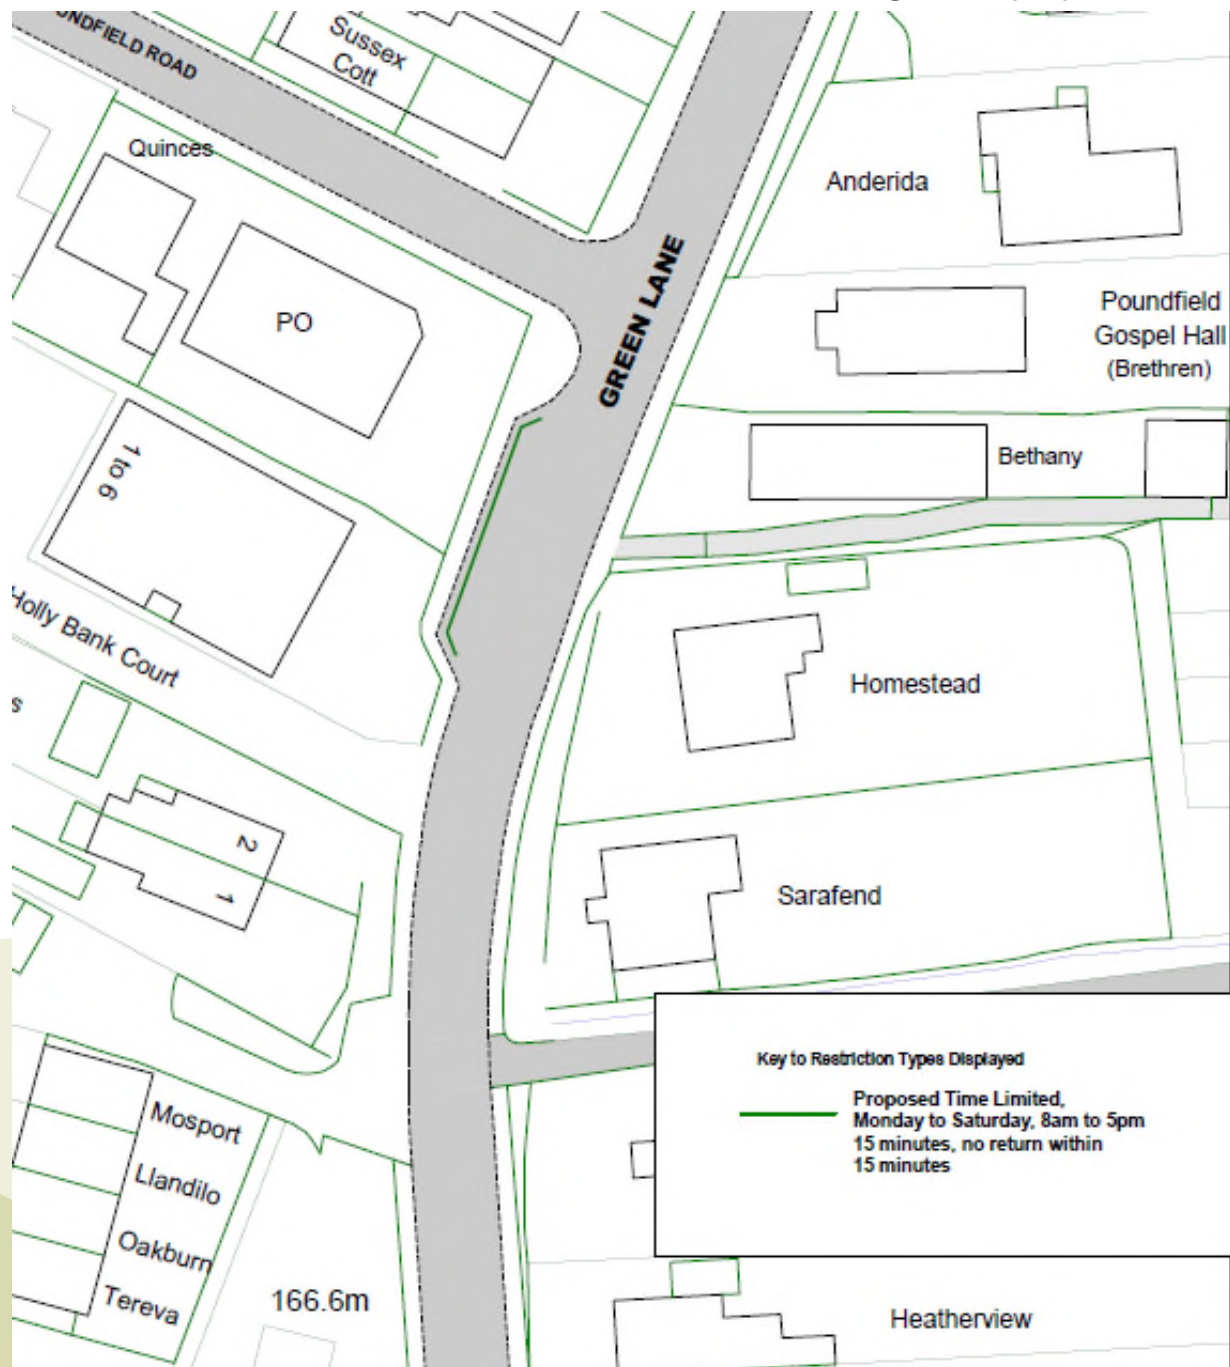 UNDFIELD ROAD
Sussex
Cott
Quinces
Anderida
PO
GREEN LANE
Poundfield
Gospel Hall
(Brethren)
1 to 6
Bethany
Holly Bank Court
s
Homestead
2
1
Sarafend
Key to Restriction Types Displayed
Proposed Time Limited,
Monday to Saturday, 8am to 5pm
15 minutes, no return within
15 minutes
Mosport
Llandilo
Oakburn
Tereva
166.6m
Heatherview